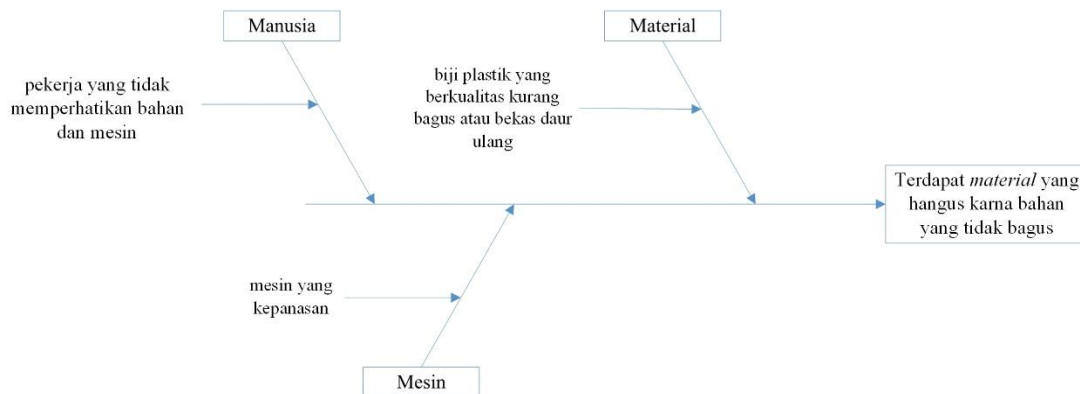 Manusia
Material
pekerja yang tidak
memperhatikan bahan
dan mesin
biji plastik yang
berkualitas kurang
bagus atau bekas daur
ulang
Terdapat material yang
hangus karna bahan
yang tidak bagus
mesin yang
kepanasan
Mesin